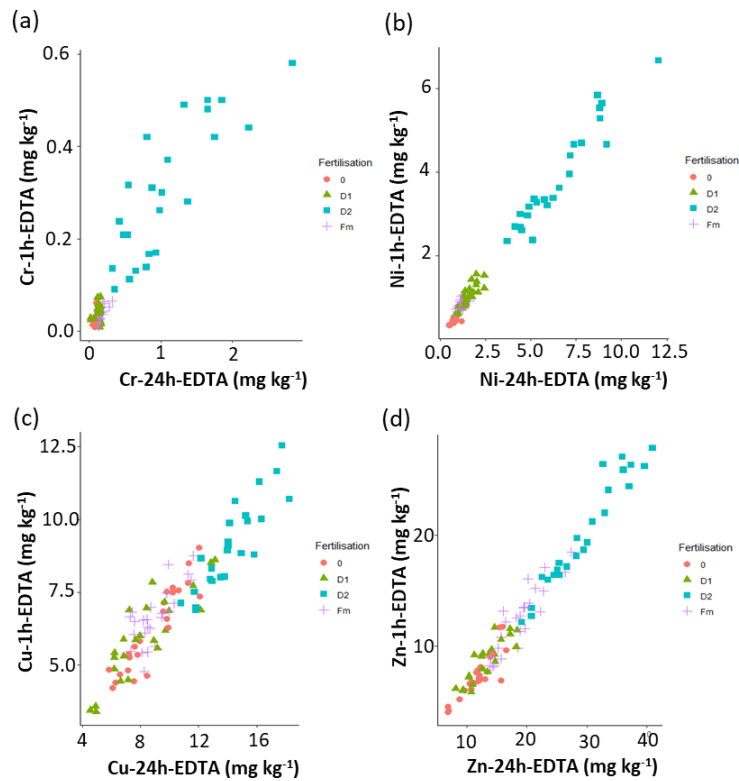 (a)
Cr-1h-EDTA (mg kg⁻¹)
0.6
0.4
0.2
0.0
0
1
2
Cr-24h-EDTA (mg kg⁻¹)
Fertilisation
0
D1
D2
Fm
(b)
Ni-1h-EDTA (mg kg⁻¹)
6
4
2
0.0
2.5
5.0
7.5
10.0
12.5
Ni-24h-EDTA (mg kg⁻¹)
Fertilisation
0
D1
D2
Fm
(c)
Cu-1h-EDTA (mg kg⁻¹)
12.5
10.0
7.5
5.0
4
8
12
16
Cu-24h-EDTA (mg kg⁻¹)
Fertilisation
0
D1
D2
Fm
(d)
Zn-1h-EDTA (mg kg⁻¹)
20
10
10
20
30
40
Zn-24h-EDTA (mg kg⁻¹)
Fertilisation
0
D1
D2
Fm